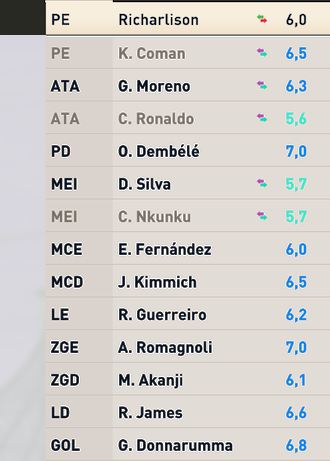 PE Richarlison 6,0
PE K. Coman 6,5
ATA G. Moreno 6,3
ATA C. Ronaldo 5,6
PD O. Dembélé 7,0
MEI D. Silva 5,7
MEI C. Nkunku 5,7
MCE E. Fernández 6,0
MCD J. Kimmich 6,5
LE R. Guerreiro 6,2
ZGE A. Romagnoli 7,0
ZGD M. Akanji 6,1
LD R. James 6,6
GOL G. Donnarumma 6,8